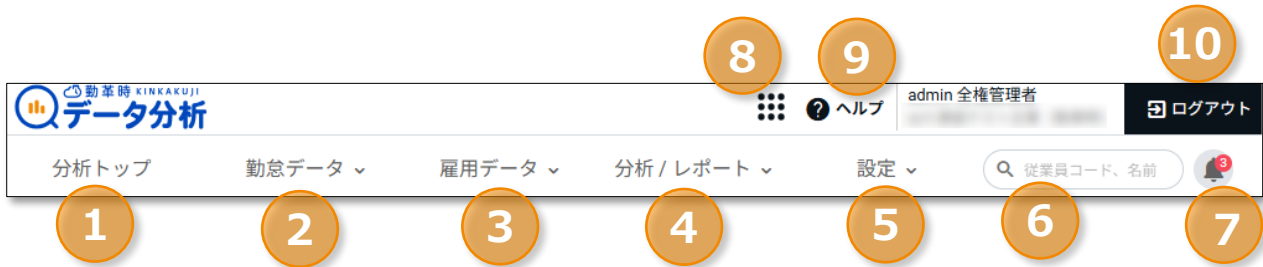 8 9 10
勤革時 KINKAKUJI
データ分析
ヘルプ
admin 全権管理者
ログアウト
分析トップ 勤怠データ 雇用データ 分析 / レポート 設定 従業員コード、名前 3
1 2 3 4 5 6 7